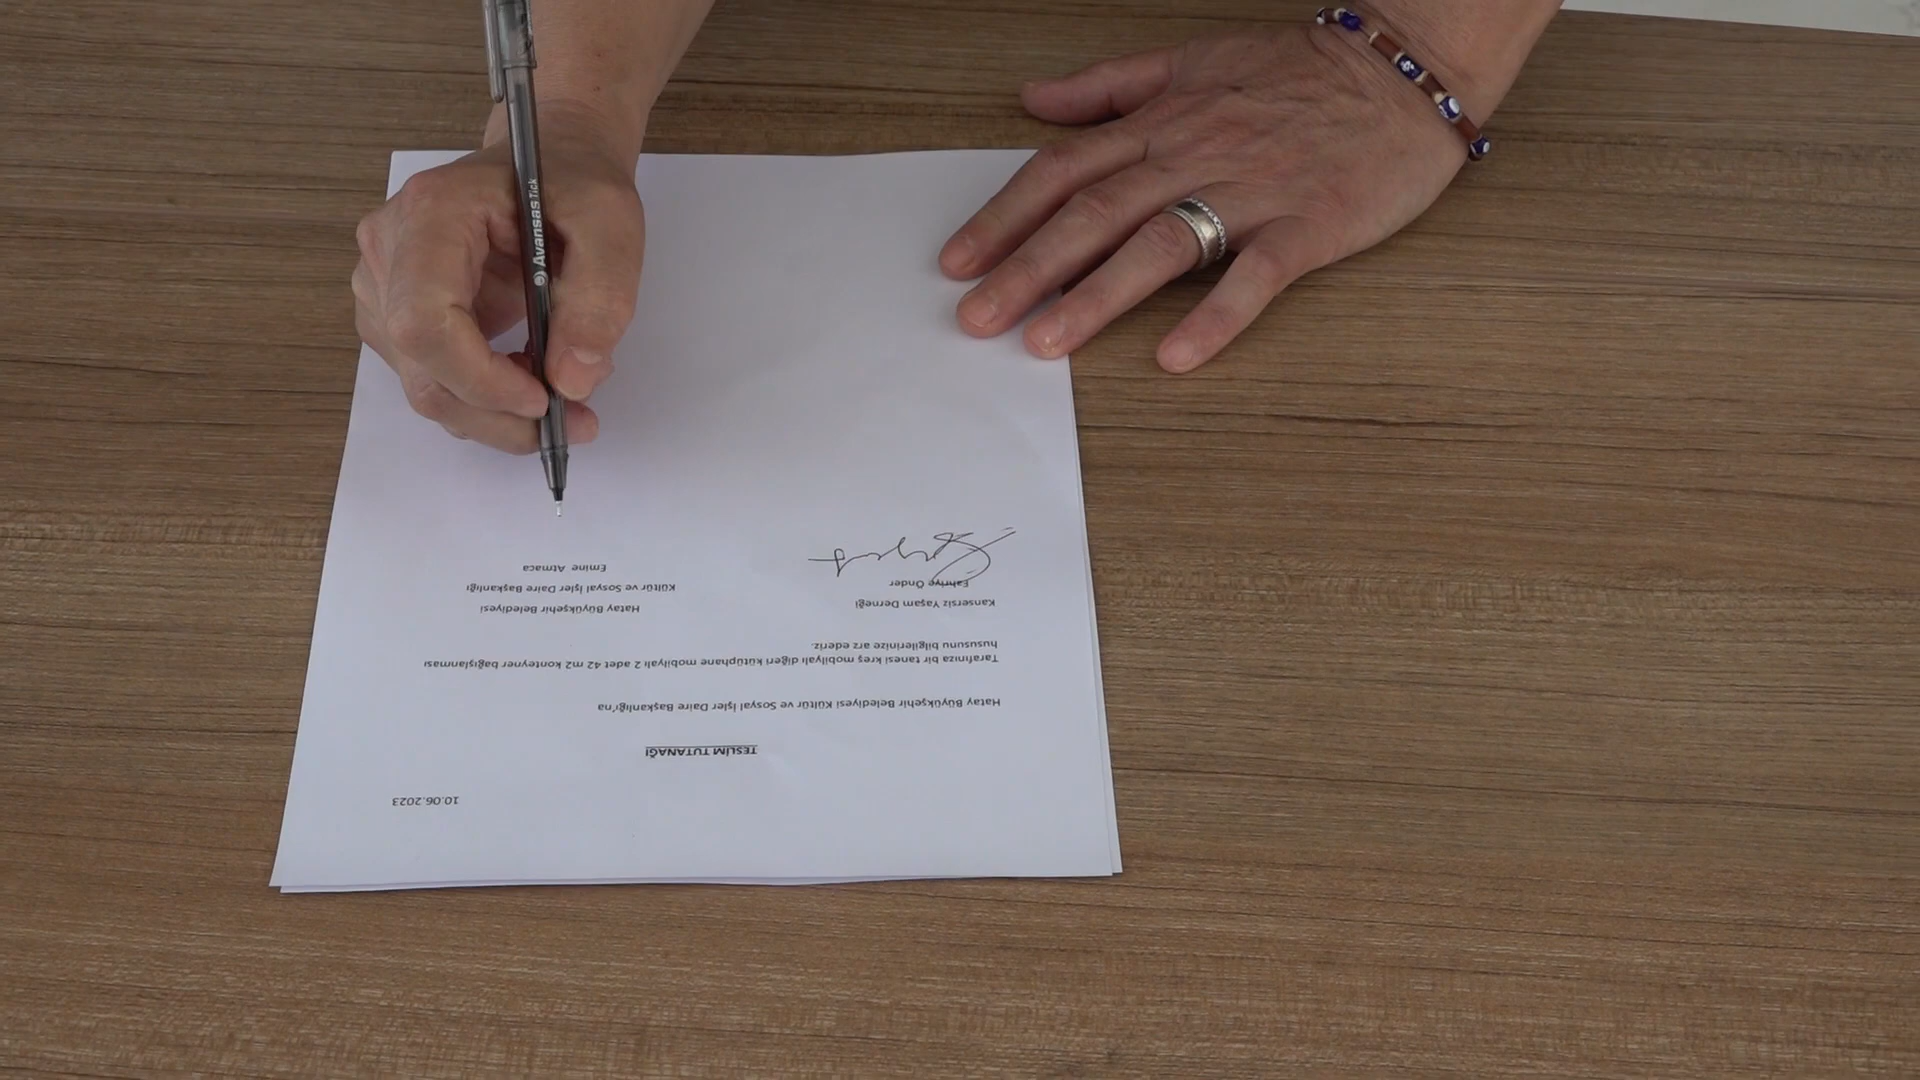 10.06.2023
TESLİM TUTANAĞI
Hatay Büyükşehir Belediyesi Kültür ve Sosyal İşler Daire Başkanlığı'na
Tarafınıza bir tanesi kreş mobilyalı diğeri kütüphane mobilyalı 2 adet 42 m2 konteyner bağışlanması
hususunu bilgilerinize arz ederiz.
Kansersiz Yaşam Derneği
Fahriye Önder
Hatay Büyükşehir Belediyesi
Kültür ve Sosyal İşler Daire Başkanlığı
Emine Atmaca
Avansas Tick